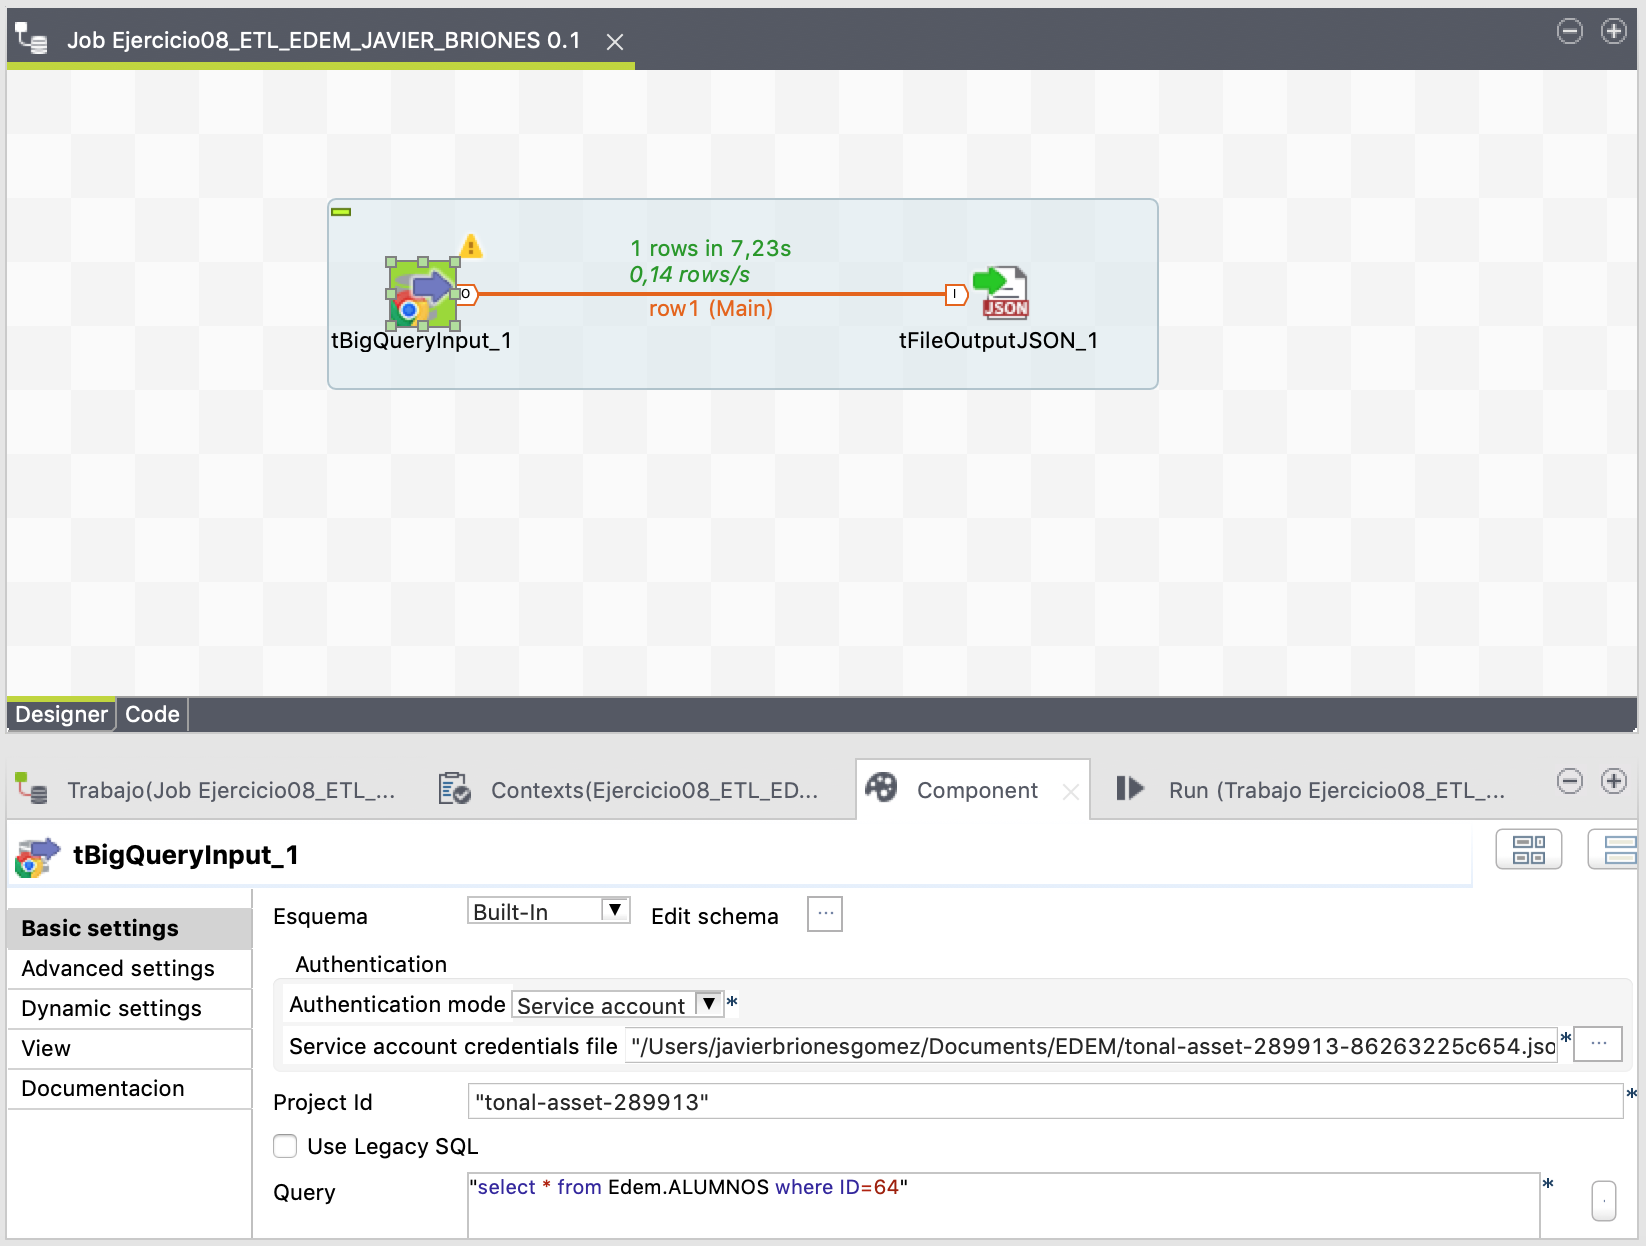 Job Ejercicio08_ETL_EDEM_JAVIER_BRIONES 0.1
1 rows in 7,23s
0,14 rows/s
row1 (Main)
O
I
JSON
tBigQueryInput_1
tFileOutputJSON_1
Designer
Code
Trabajo(Job Ejercicio08_ETL_...
Contexts(Ejercicio08_ETL_ED...
Component
Run (Trabajo Ejercicio08_ETL_...
tBigQueryInput_1
Basic settings
Advanced settings
Dynamic settings
View
Documentacion
Esquema
Built-In
Edit schema
...
Authentication
Authentication mode
Service account
*
Service account credentials file
"/Users/javierbrionesgomez/Documents/EDEM/tonal-asset-289913-86263225c654.jso
*
...
Project Id
"tonal-asset-289913"
*
Use Legacy SQL
Query
"select * from Edem.ALUMNOS where ID=64"
*